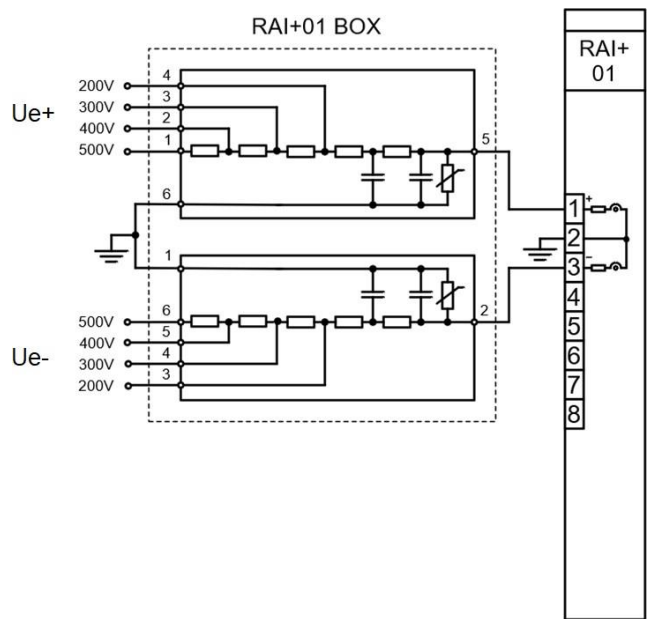 RAI+01 BOX
RAI+
01
Ue+
200V 4
300V 3
400V 2
500V 1
5
6
1
500V 6
400V 5
300V 4
200V 3
2
Ue-
1 +
2
3 −
4
5
6
7
8